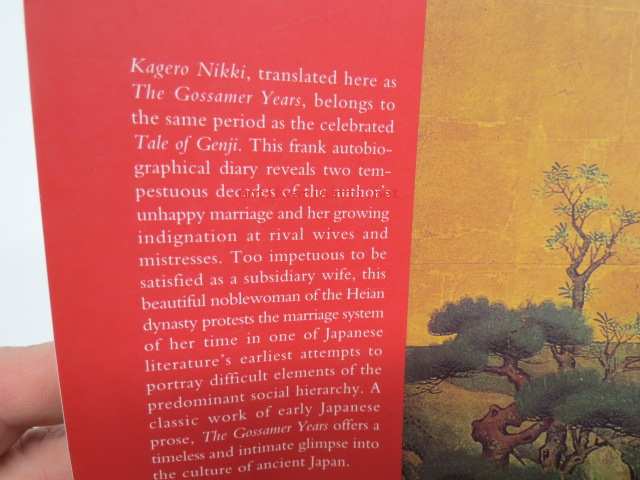 Kagero Nikki, translated here as
The Gossamer Years, belongs to
the same period as the celebrated
Tale of Genji. This frank autobio-
graphical diary reveals two tem-
pestuous decades of the author's
unhappy marriage and her growing
indignation at rival wives and
mistresses. Too impetuous to be
satisfied as a subsidiary wife, this
beautiful noblewoman of the Heian
dynasty protests the marriage system
of her time in one of Japanese
literature's earliest attempts to
portray difficult elements of the
predominant social hierarchy. A
classic work of early Japanese
prose, The Gossamer Years offers a
timeless and intimate glimpse into
the culture of ancient Japan.